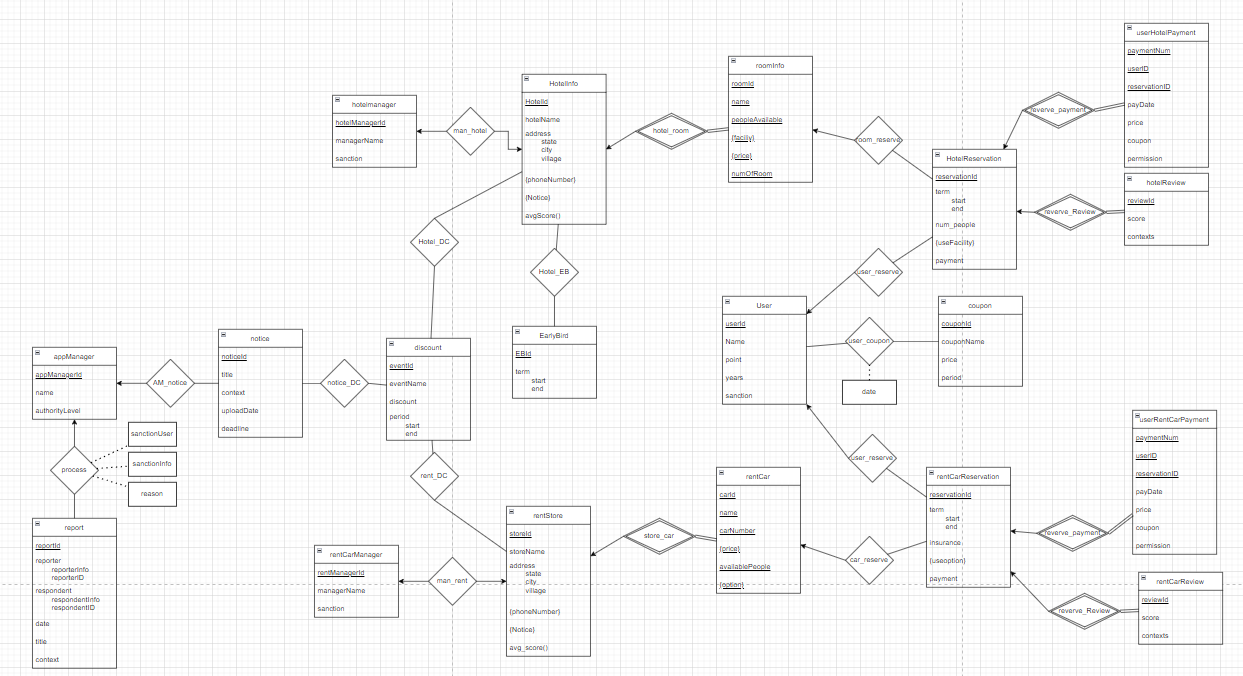 userHotelPayment
paymentNum
userID
reservationID
payDate
price
coupon
permission
reverve_payment
roomInfo
roomId
name
peopleAvailable
{price}
numOfRoom
HotelInfo
HotelId
hotelName
address
state
city
village
{phoneNumber}
{Notice}
avgScore()
hotelmanager
hotelManagerId
managerName
sanction
man_hotel
hotel_room
room_reserve
HotelReservation
reservationId
term
start
end
num_people
{useFacility}
payment
hotelReview
reviewId
score
contexts
reverve_Review
Hotel_DC
Hotel_EB
user_reserve
User
userId
Name
point
years
sanction
user_coupon
date
coupon
couponId
couponName
price
period
EarlyBird
EBId
term
start
end
notice
noticeId
title
context
uploadDate
deadline
discount
eventId
eventName
discount
period
start
end
appManager
appManagerId
name
authorityLevel
AM_notice
notice_DC
sanctionUser
sanctionInfo
reason
process
rent_DC
user_reserve
userRentCarPayment
paymentNum
userID
reservationID
payDate
price
coupon
permission
rentCar
carId
name
carNumber
{price}
availablePeople
{option}
rentCarReservation
reservationId
term
start
end
insurance
{useoption}
payment
reverve_payment
report
reportId
reporter
reporterInfo
reporterID
respondent
respondentInfo
respondentID
date
title
context
rentStore
storeId
storeName
address
state
city
village
{phoneNumber}
{Notice}
avg_score()
store_car
car_reserve
rentCarManager
rentManagerId
managerName
sanction
man_rent
rentCarReview
reviewId
score
contexts
reverve_Review